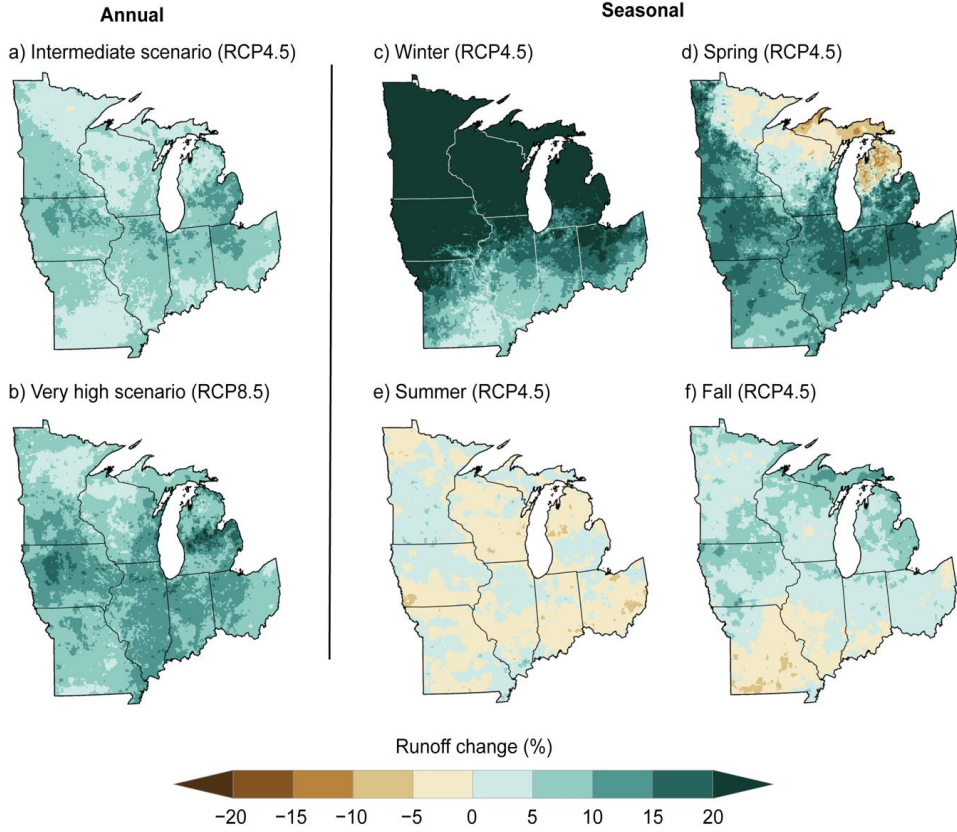 Annual
Seasonal
a) Intermediate scenario (RCP4.5)
c) Winter (RCP4.5)
d) Spring (RCP4.5)
b) Very high scenario (RCP8.5)
e) Summer (RCP4.5)
f) Fall (RCP4.5)
Runoff change (%)
−20 −15 −10 −5 0 5 10 15 20